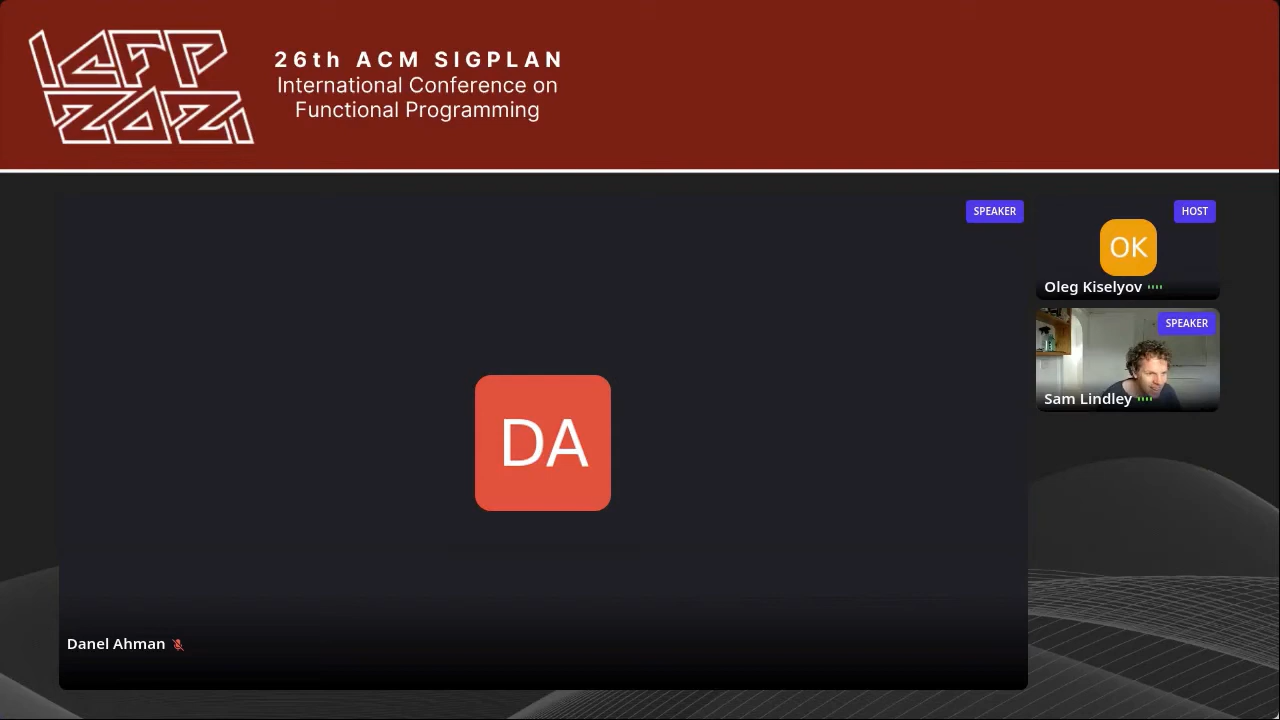 ICFP
2021
26th ACM SIGPLAN
International Conference on
Functional Programming
SPEAKER
DA
Danel Ahman
HOST
OK
Oleg Kiselyov
SPEAKER
Sam Lindley